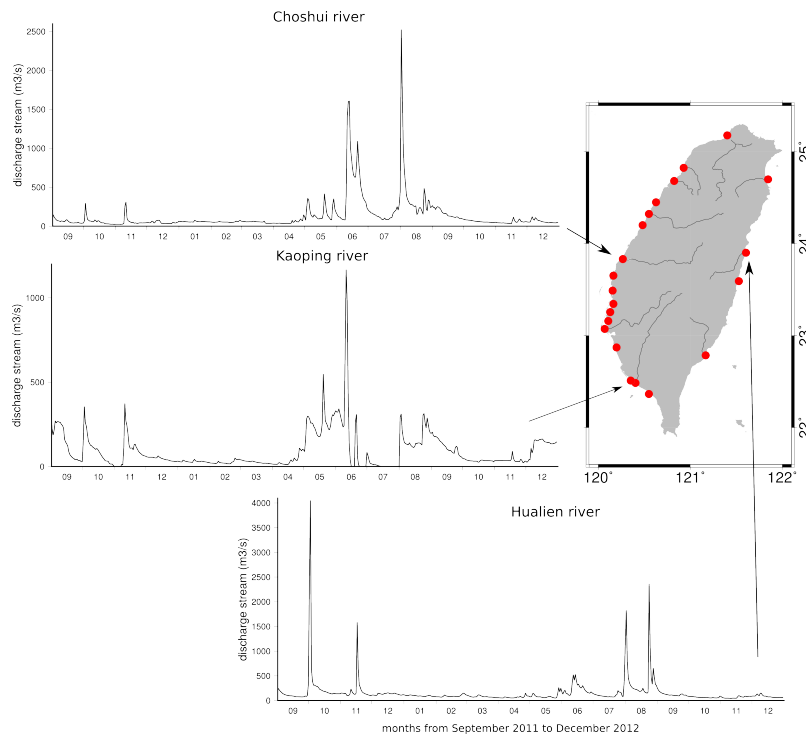 Choshui river
discharge stream (m3/s)
2500
2000
1500
1000
500
0
09 10 11 12 01 02 03 04 05 06 07 08 09 10 11 12
Kaoping river
discharge stream (m3/s)
1000
500
0
09 10 11 12 01 02 03 04 05 06 07 08 09 10 11 12
25°
24°
23°
22°
120° 121° 122°
Hualien river
discharge stream (m3/s)
4000
3500
3000
2500
2000
1500
1000
500
0
09 10 11 12 01 02 03 04 05 06 07 08 09 10 11 12
months from September 2011 to December 2012